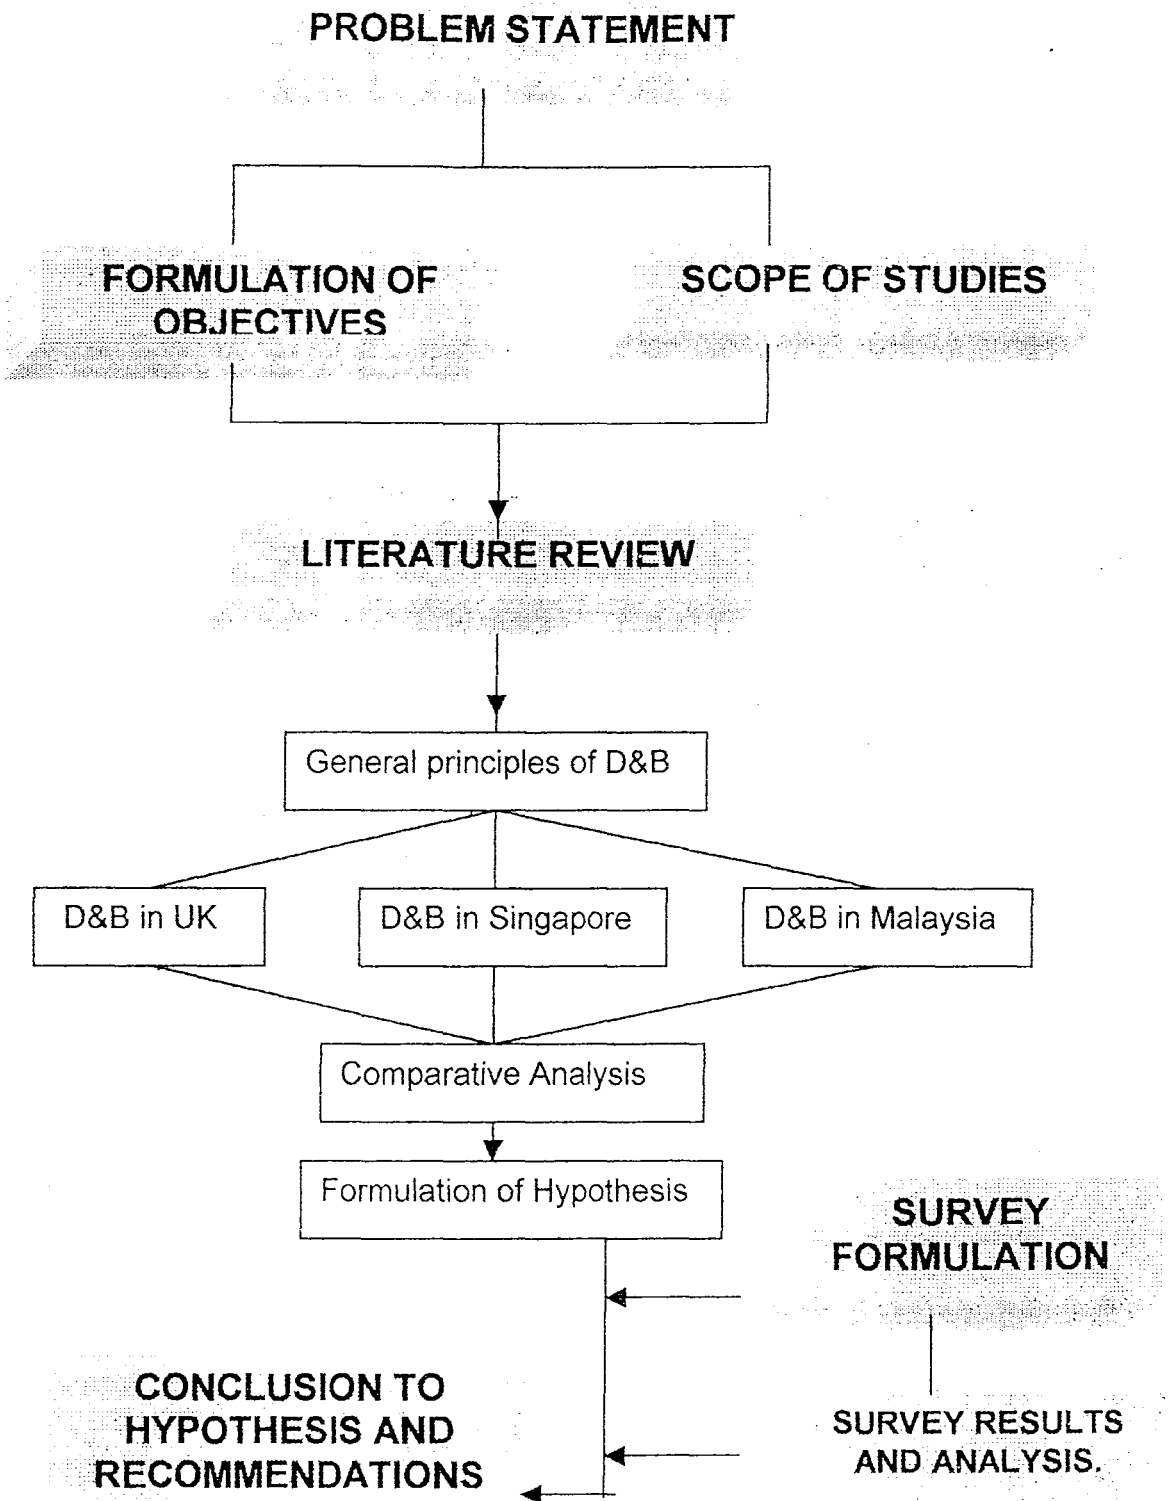 PROBLEM STATEMENT
FORMULATION OF
OBJECTIVES
SCOPE OF STUDIES
LITERATURE REVIEW
General principles of D&B
D&B in UK
D&B in Singapore
D&B in Malaysia
Comparative Analysis
Formulation of Hypothesis
SURVEY
FORMULATION
CONCLUSION TO
HYPOTHESIS AND
RECOMMENDATIONS
SURVEY RESULTS
AND ANALYSIS.